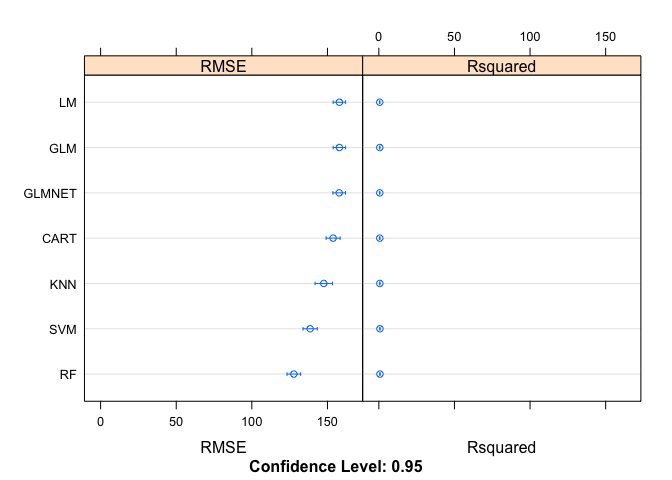 0 50 100 150
RMSE Rsquared
LM
GLM
GLMNET
CART
KNN
SVM
RF
0 50 100 150
RMSE Rsquared
Confidence Level: 0.95